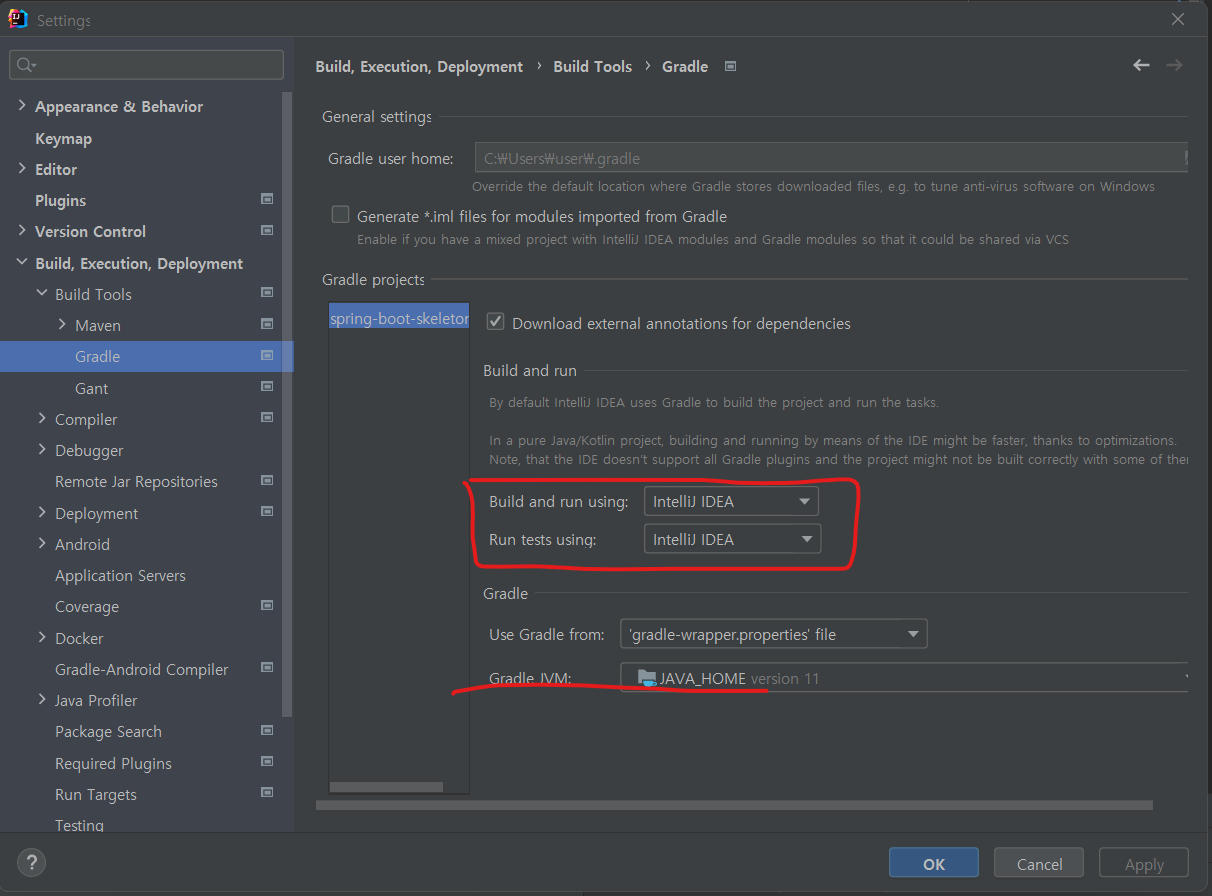 Settings
Appearance & Behavior
Keymap
Editor
Plugins
Version Control
Build, Execution, Deployment
Build Tools
Maven
Gradle
Gant
Compiler
Debugger
Remote Jar Repositories
Deployment
Android
Application Servers
Coverage
Docker
Gradle-Android Compiler
Java Profiler
Package Search
Required Plugins
Run Targets
Testing
Build, Execution, Deployment › Build Tools › Gradle
General settings
Gradle user home: C:₩Users₩user₩.gradle
Override the default location where Gradle stores downloaded files, e.g. to tune anti-virus software on Windows
Generate *.iml files for modules imported from Gradle
Enable if you have a mixed project with IntelliJ IDEA modules and Gradle modules so that it could be shared via VCS
Gradle projects
spring-boot-skeletor
Download external annotations for dependencies
Build and run
By default IntelliJ IDEA uses Gradle to build the project and run the tasks.
In a pure Java/Kotlin project, building and running by means of the IDE might be faster, thanks to optimizations.
Note, that the IDE doesn't support all Gradle plugins and the project might not be built correctly with some of ther
Build and run using: IntelliJ IDEA
Run tests using: IntelliJ IDEA
Gradle
Use Gradle from: 'gradle-wrapper.properties' file
Gradle JVM: JAVA_HOME version 11
? OK Cancel Apply